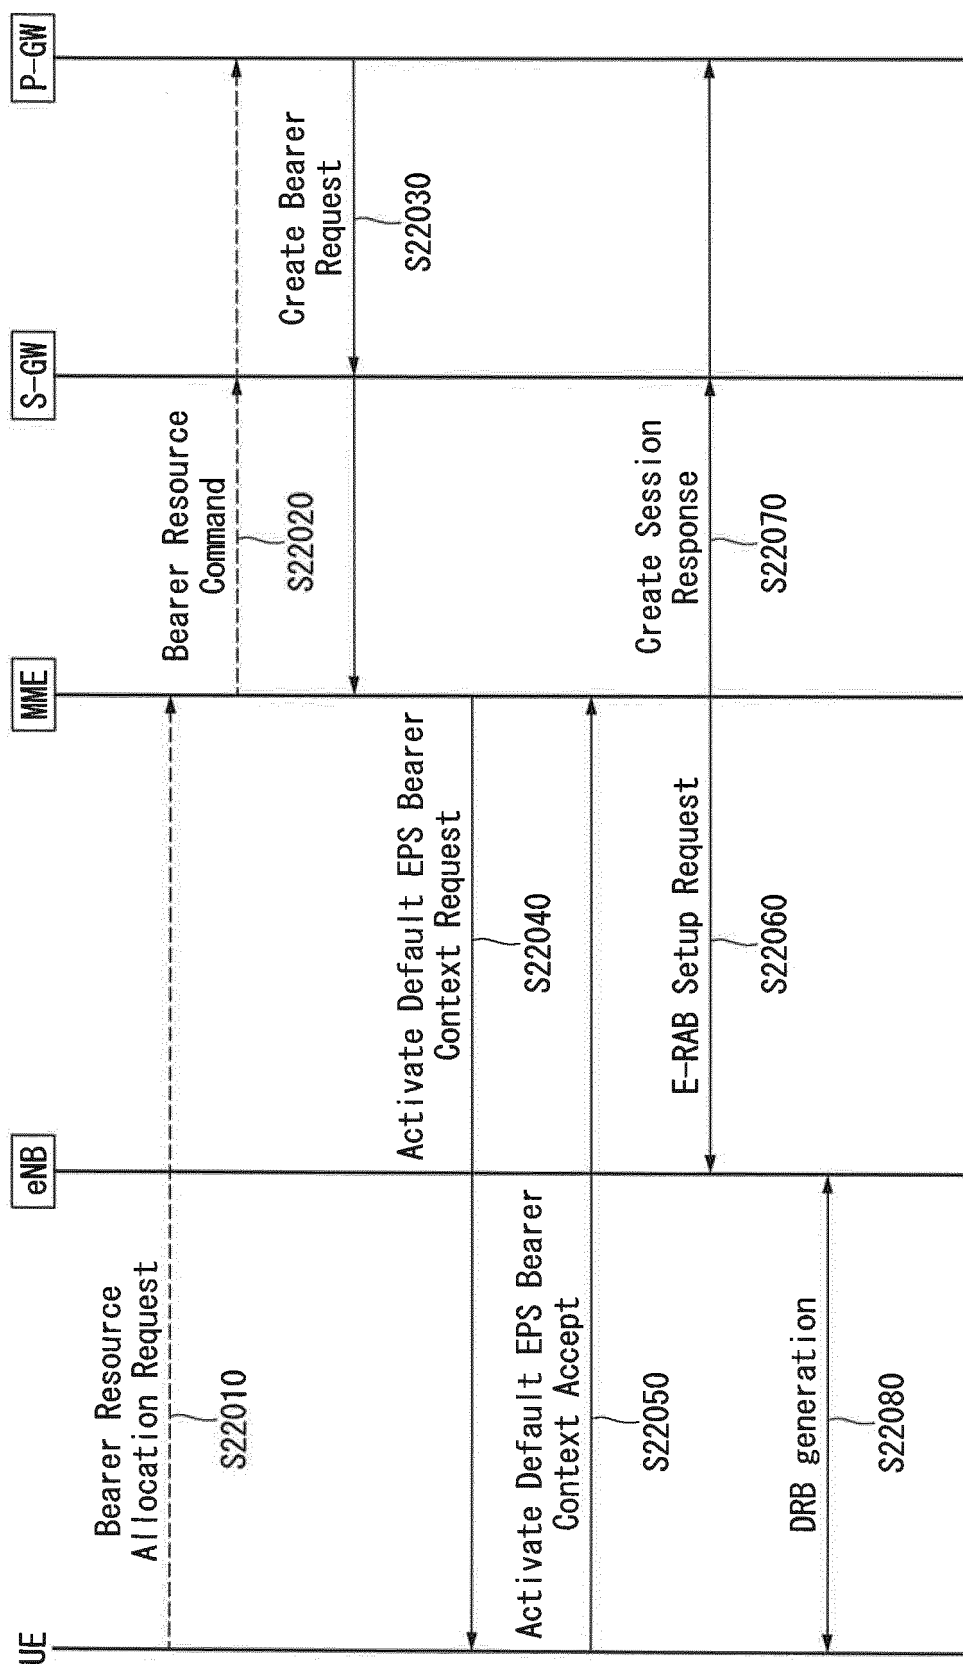 UE
eNB
MME
S-GW
P-GW
Bearer Resource
Allocation Request
S22010
Bearer Resource
Command
S22020
Create Bearer
Request
S22030
Activate Default EPS Bearer
Context Request
S22040
Activate Default EPS Bearer
Context Accept
S22050
E-RAB Setup Request
S22060
Create Session
Response
S22070
DRB generation
S22080